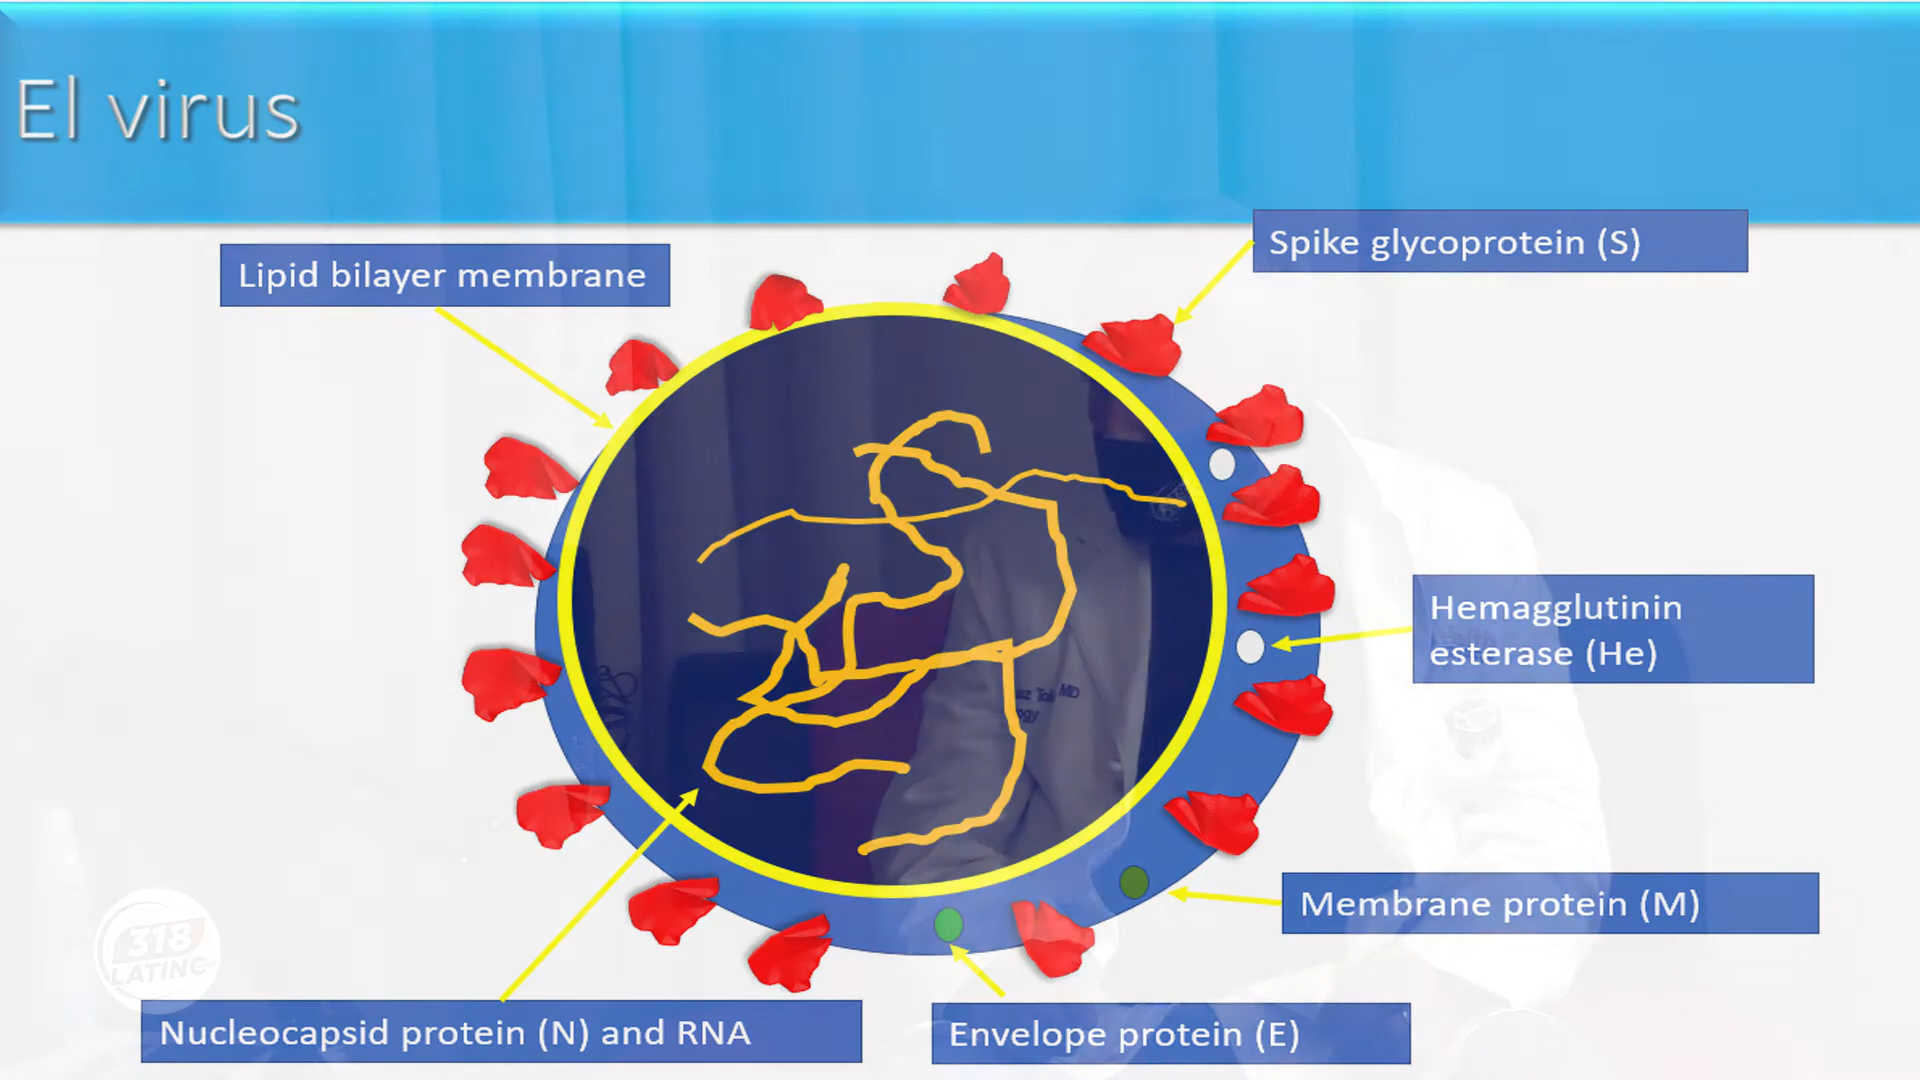 El virus
Spike glycoprotein (S)
Lipid bilayer membrane
Hemagglutinin
esterase (He)
MD
Membrane protein (M)
318
LATINO
Nucleocapsid protein (N) and RNA
Envelope protein (E)